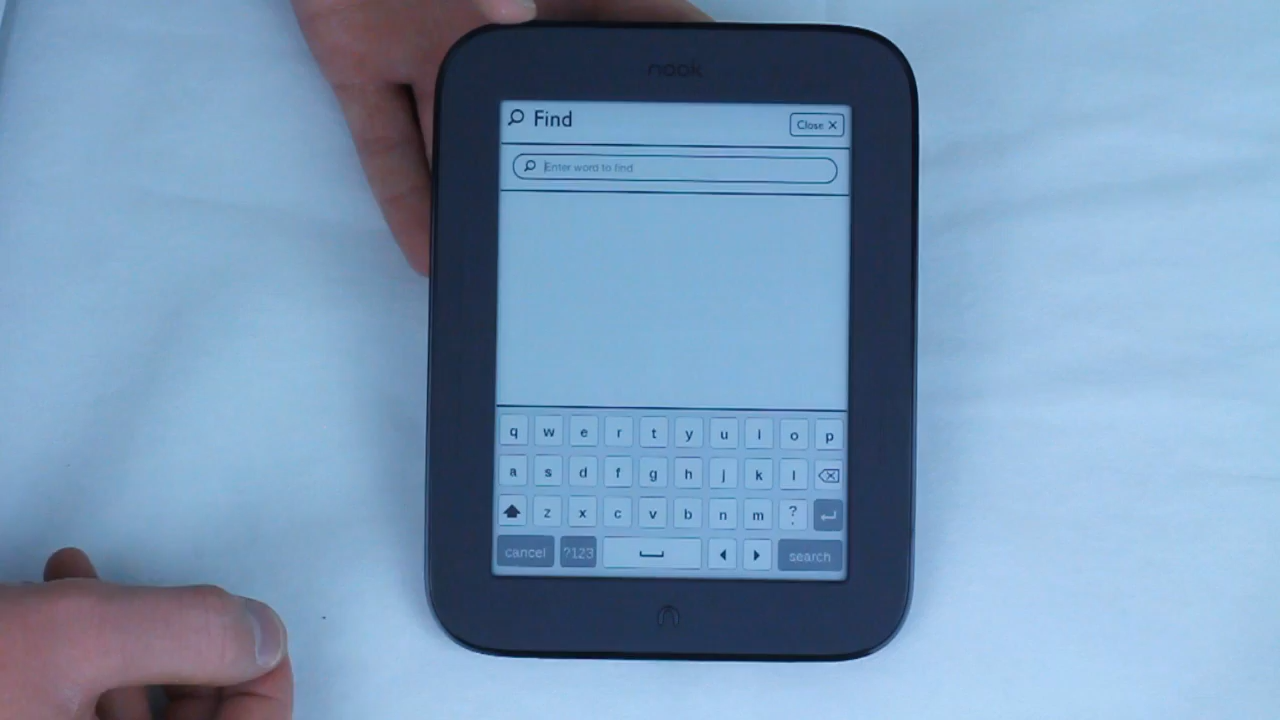 nook
Find
Close X
Enter word to find
q w e r t y u i o p
a s d f g h j k l
z x c v b n m ? .
cancel ?123 search